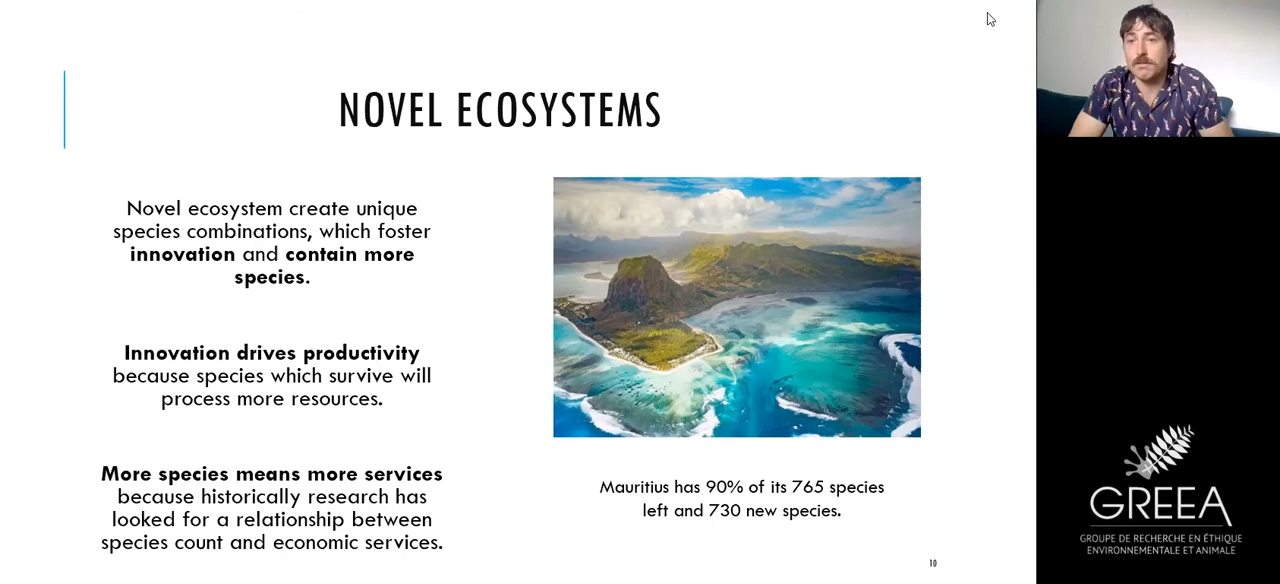 NOVEL ECOSYSTEMS
Novel ecosystem create unique
species combinations, which foster
innovation and contain more
species.
Innovation drives productivity
because species which survive will
process more resources.
More species means more services
because historically research has
looked for a relationship between
species count and economic services.
Mauritius has 90% of its 765 species
left and 730 new species.
10
GREEA
GROUPE DE RECHERCHE EN ÉTHIQUE
ENVIRONNEMENTALE ET ANIMALE